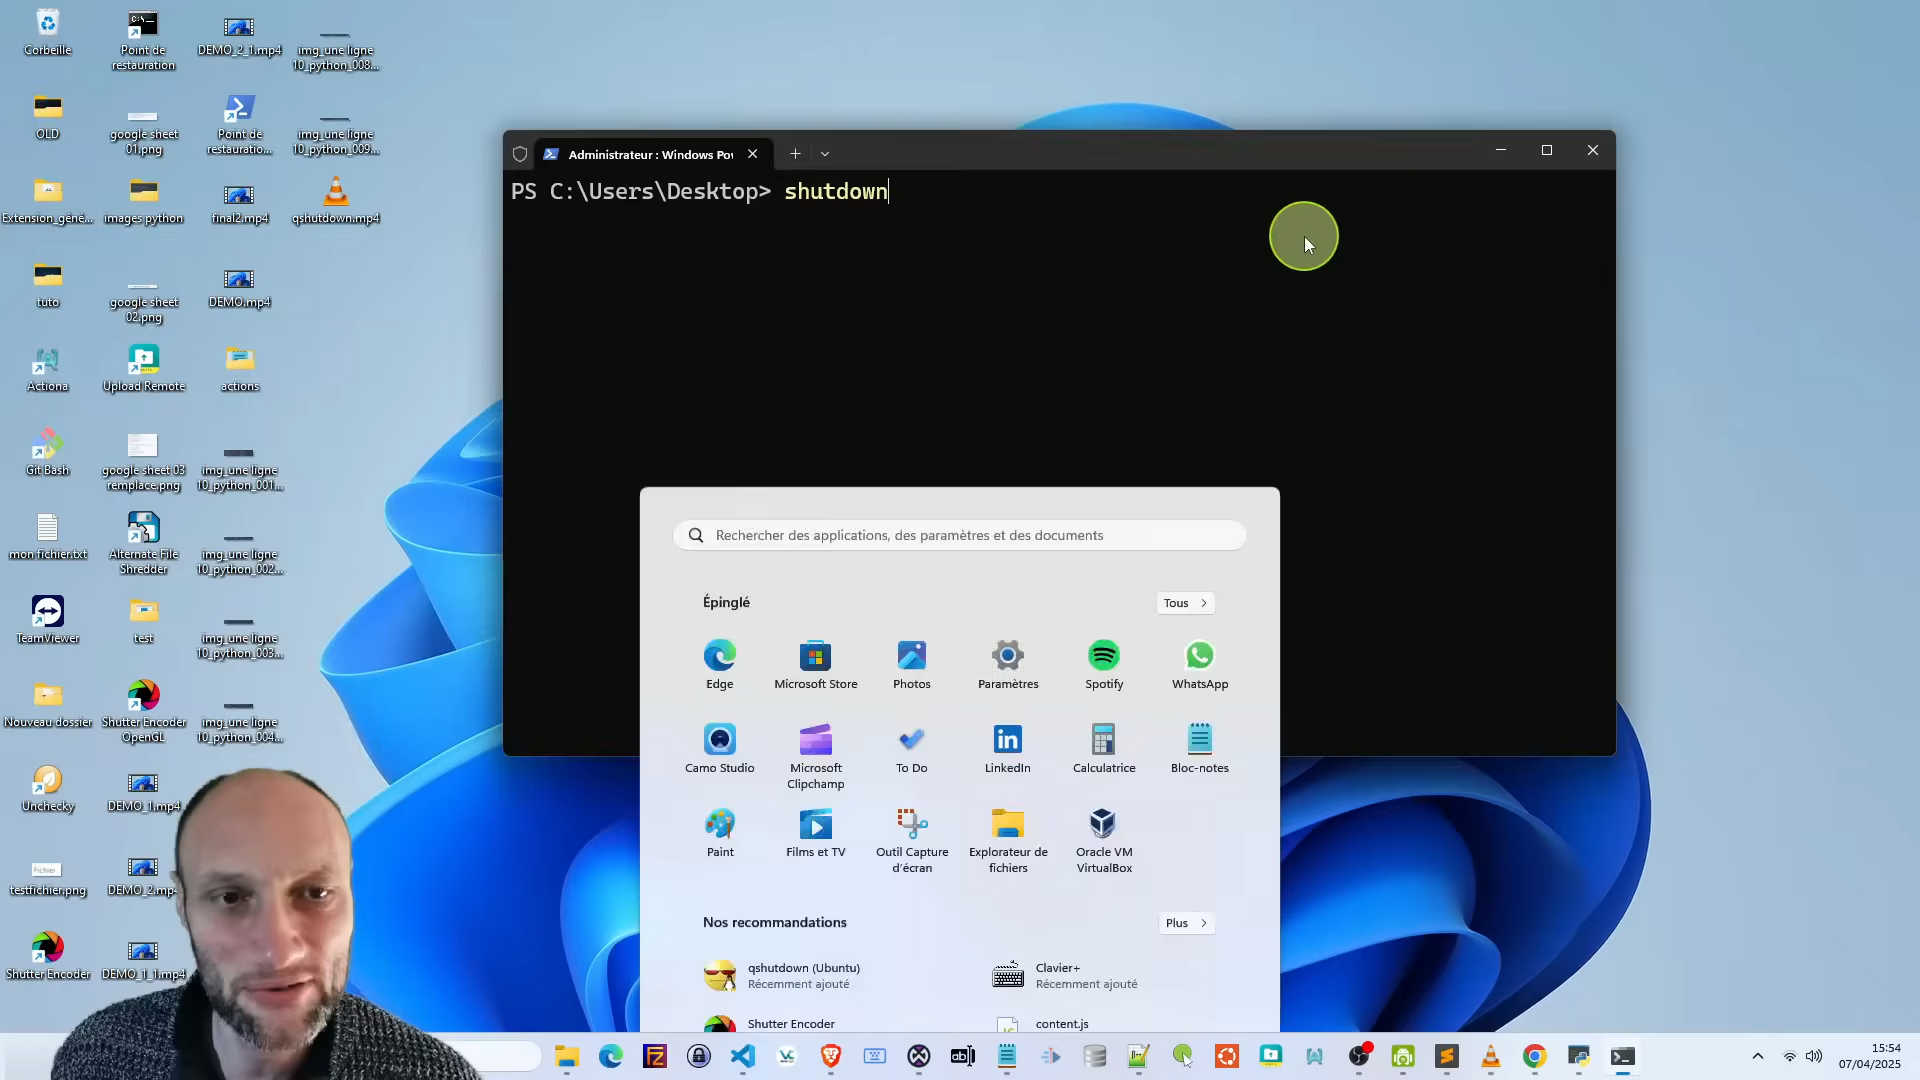 Corbeille
Point de
restauration
DEMO_2_1.mp4
img_une ligne
10_python_008...
OLD
google sheet
01.png
Point de
restauratio...
img_une ligne
10_python_009...
Extension_géné...
images python
final2.mp4
qshutdown.mp4
tuto
google sheet
02.png
DEMO.mp4
Actiona
Upload Remote
actions
Git Bash
google sheet 03
remplace.png
img_une ligne
10_python_001...
mon fichier.txt
Alternate File
Shredder
img_une ligne
10_python_002...
TeamViewer
test
img_une ligne
10_python_003...
Nouveau dossier
Shutter Encoder
OpenGL
img_une ligne
10_python_004...
Unchecky
DEMO_1.mp4
testfichier.png
DEMO_2.mp4
Shutter Encoder
DEMO_1_1.mp4
Administrateur : Windows Pov
PS C:\Users\Desktop> shutdown
Rechercher des applications, des paramètres et des documents
Épinglé
Tous
Edge
Microsoft Store
Photos
Paramètres
Spotify
WhatsApp
Camo Studio
Microsoft
Clipchamp
To Do
LinkedIn
Calculatrice
Bloc-notes
Paint
Films et TV
Outil Capture
d'écran
Explorateur de
fichiers
Oracle VM
VirtualBox
Nos recommandations
Plus
qshutdown (Ubuntu)
Récemment ajouté
Clavier+
Récemment ajouté
Shutter Encoder
content.js
15:54
07/04/2025